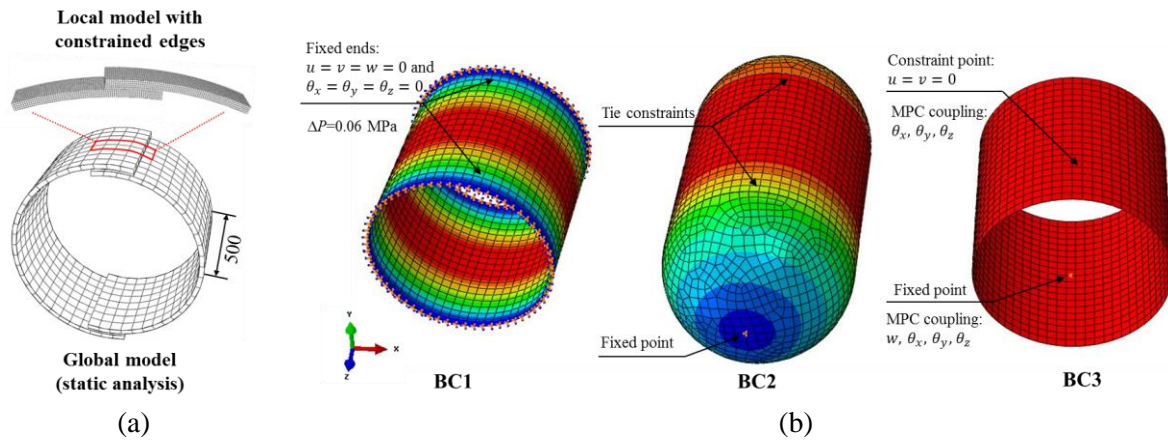 Local model with
constrained edges
500
Global model
(static analysis)
(a)
Fixed ends:
u = v = w = 0 and
θx = θy = θz = 0.
ΔP=0.06 MPa
Y
X
Z
BC1
Tie constraints
Fixed point
BC2
Constraint point:
u = v = 0
MPC coupling:
θx, θy, θz
Fixed point
MPC coupling:
w, θx, θy, θz
BC3
(b)